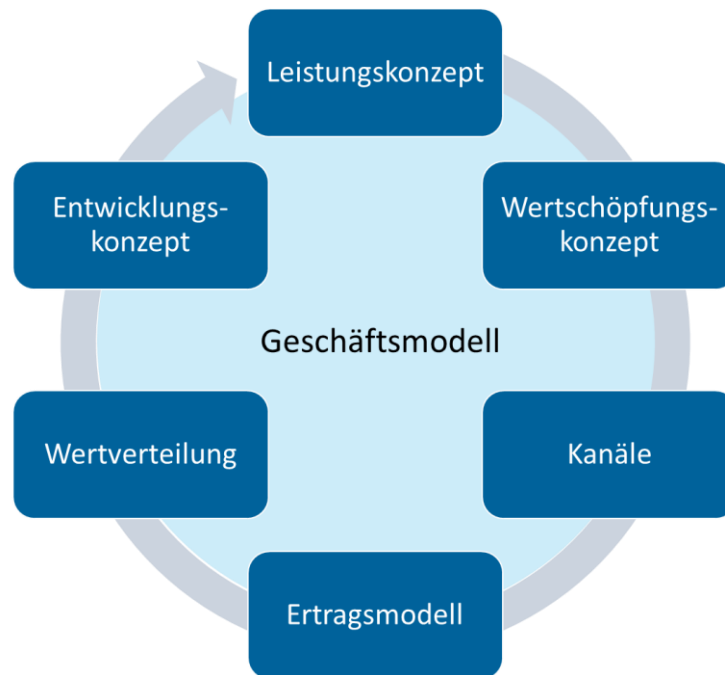 Leistungskonzept
Wertschöpfungs-
konzept
Kanäle
Ertragsmodell
Wertverteilung
Entwicklungs-
konzept
Geschäftsmodell